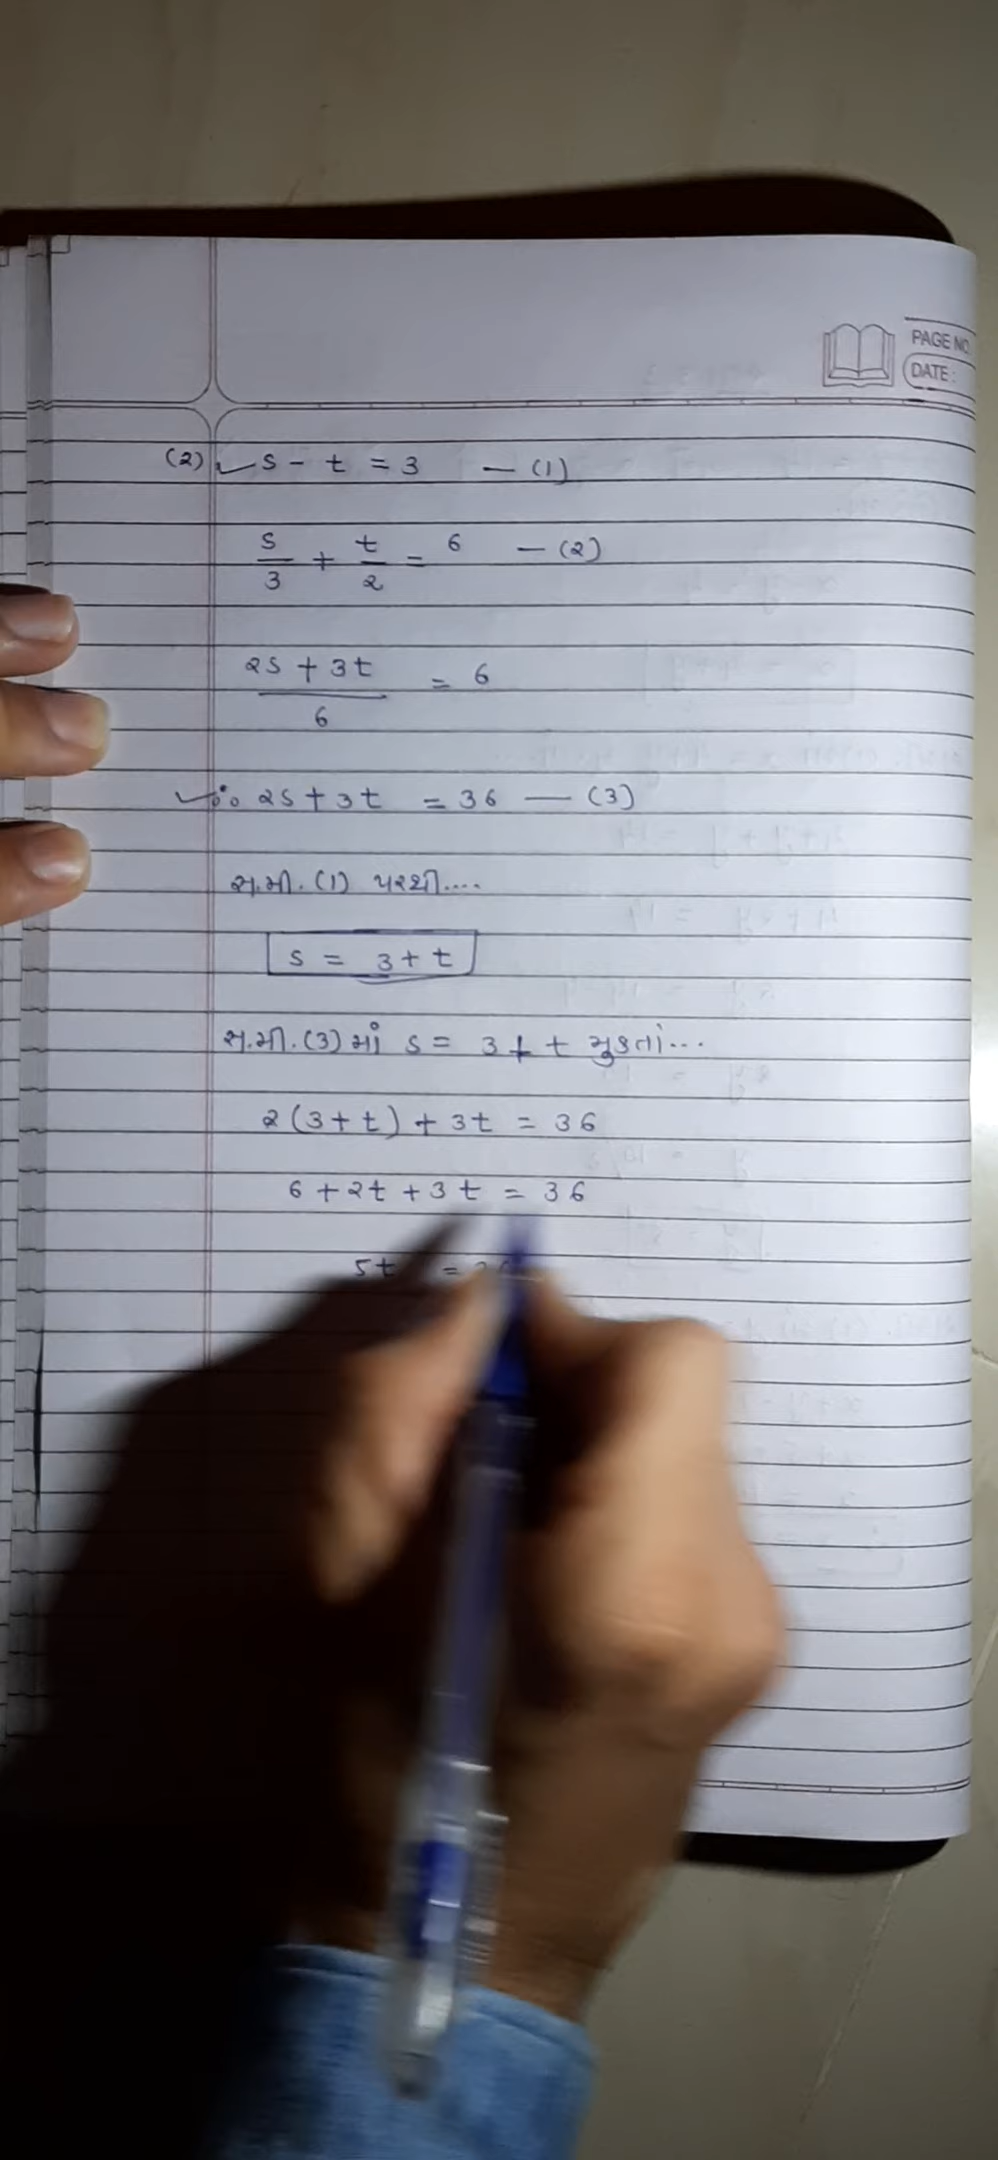 PAGE NO
DATE :
(2) ✓ s - t = 3 — (1)
s/3 + t/2 = 6 — (2)
2s + 3t / 6 = 6
✓ ∴ 2s + 3t = 36 — (3)
સ.મી. (1) પરથી....
s = 3 + t
સ.મી. (3) માં s = 3 + t મુકતાં...
2(3 + t) + 3t = 36
6 + 2t + 3t = 36
5t =